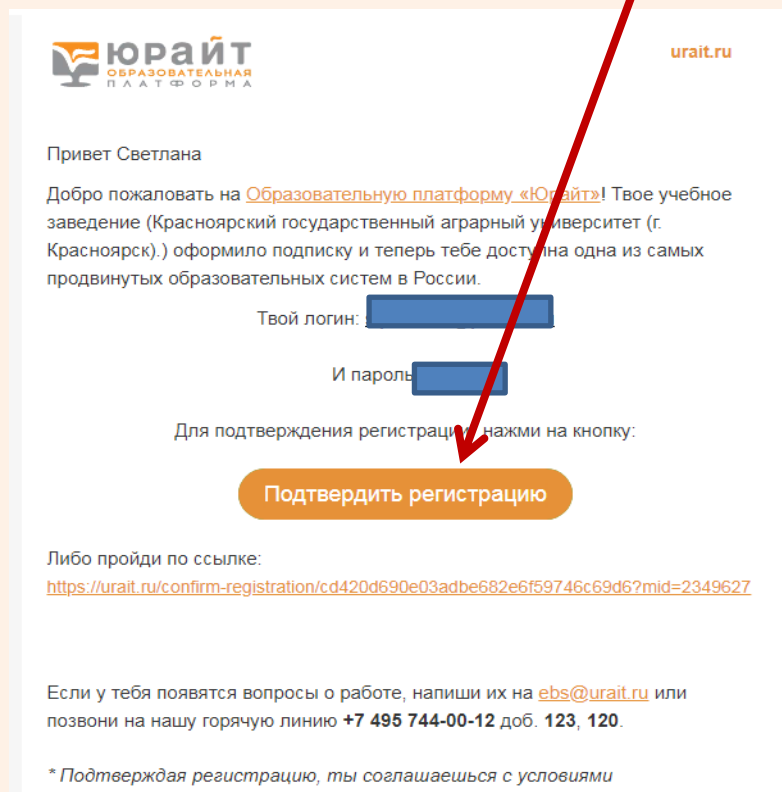 юрайт
ОБРАЗОВАТЕЛЬНАЯ
ПЛАТФОРМА
urait.ru
Привет Светлана
Добро пожаловать на Образовательную платформу «Юрайт»! Твое учебное
заведение (Красноярский государственный аграрный университет (г.
Красноярск).) оформило подписку и теперь тебе доступна одна из самых
продвинутых образовательных систем в России.
Твой логин:
И пароль
Для подтверждения регистрации, нажми на кнопку:
Подтвердить регистрацию
Либо пройди по ссылке:
https://urait.ru/confirm-registration/cd420d690e03adbe682e6f59746c69d6?mid=2349627
Если у тебя появятся вопросы о работе, напиши их на ebs@urait.ru или
позвони на нашу горячую линию +7 495 744-00-12 доб. 123, 120.
* Подтверждая регистрацию, ты соглашаешься с условиями